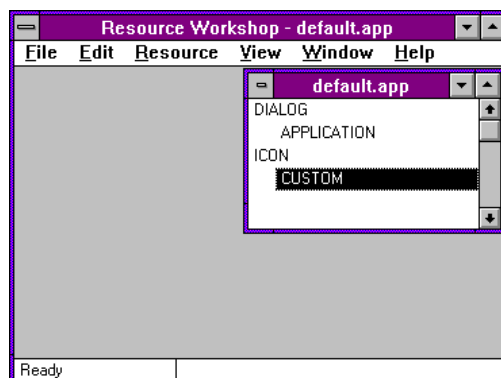 Resource Workshop - default.app
File Edit Resource View Window Help
default.app
DIALOG
APPLICATION
ICON
CUSTOM
Ready